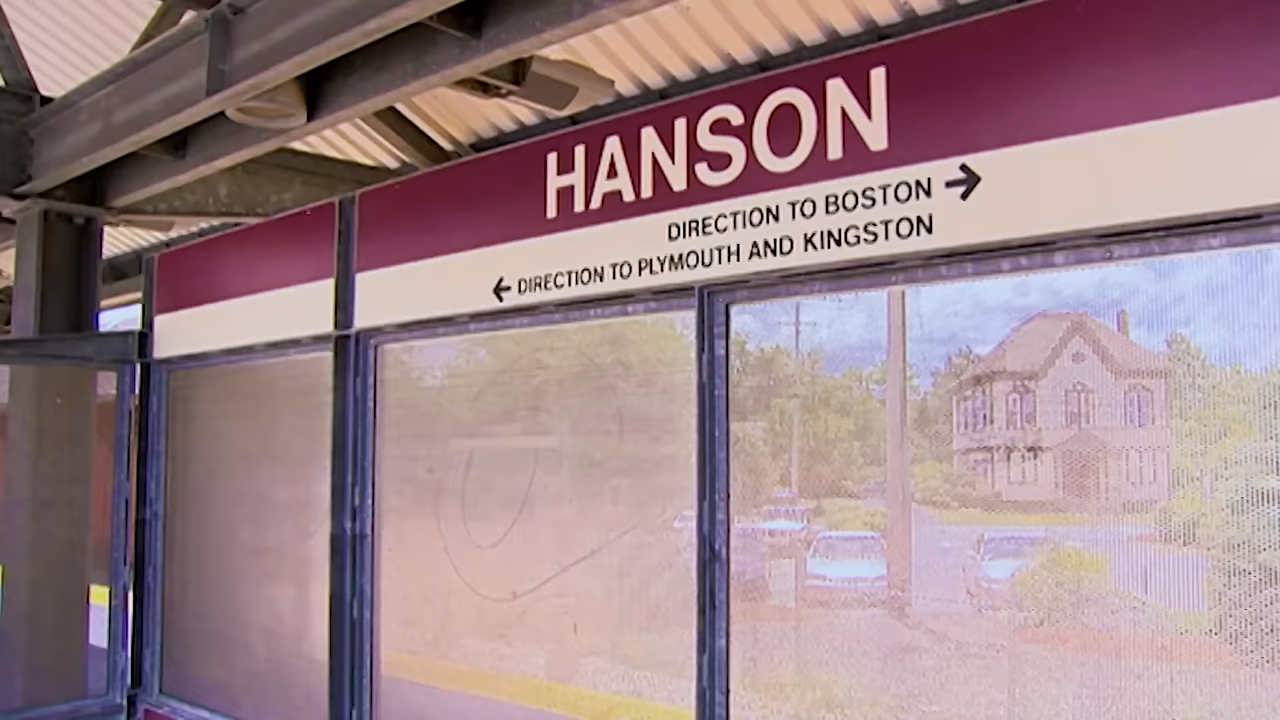 HANSON
DIRECTION TO BOSTON →
← DIRECTION TO PLYMOUTH AND KINGSTON